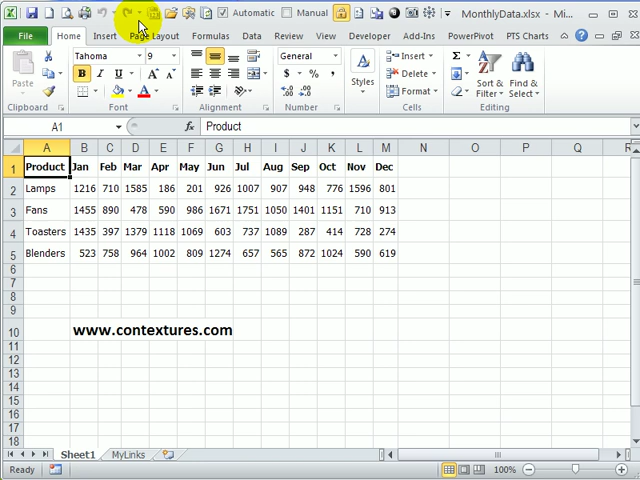 Automatic Manual Σ MonthlyData.xlsx - Mi...
File Home Insert Page Layout Formulas Data Review View Developer Add-Ins PowerPivot PTS Charts
Paste Tahoma 9 General Styles Insert Σ Sort & Filter Find & Select
B I U $ % , Delete
A Format
Clipboard Font Alignment Number Cells Editing
A1 fx Product
A B C D E F G H I J K L M N O P Q R
1 Product Jan Feb Mar Apr May Jun Jul Aug Sep Oct Nov Dec
2 Lamps 1216 710 1585 186 201 926 1007 907 948 776 1596 801
3 Fans 1455 890 478 590 986 1671 1751 1050 1401 1151 710 913
4 Toasters 1435 397 1379 1118 1069 603 737 1089 287 414 728 274
5 Blenders 523 758 964 1002 809 1274 657 565 872 1024 590 619
6
7
8
9
10 www.contextures.com
11
12
13
14
15
16
17
18
Sheet1 MyLinks
Ready 100%